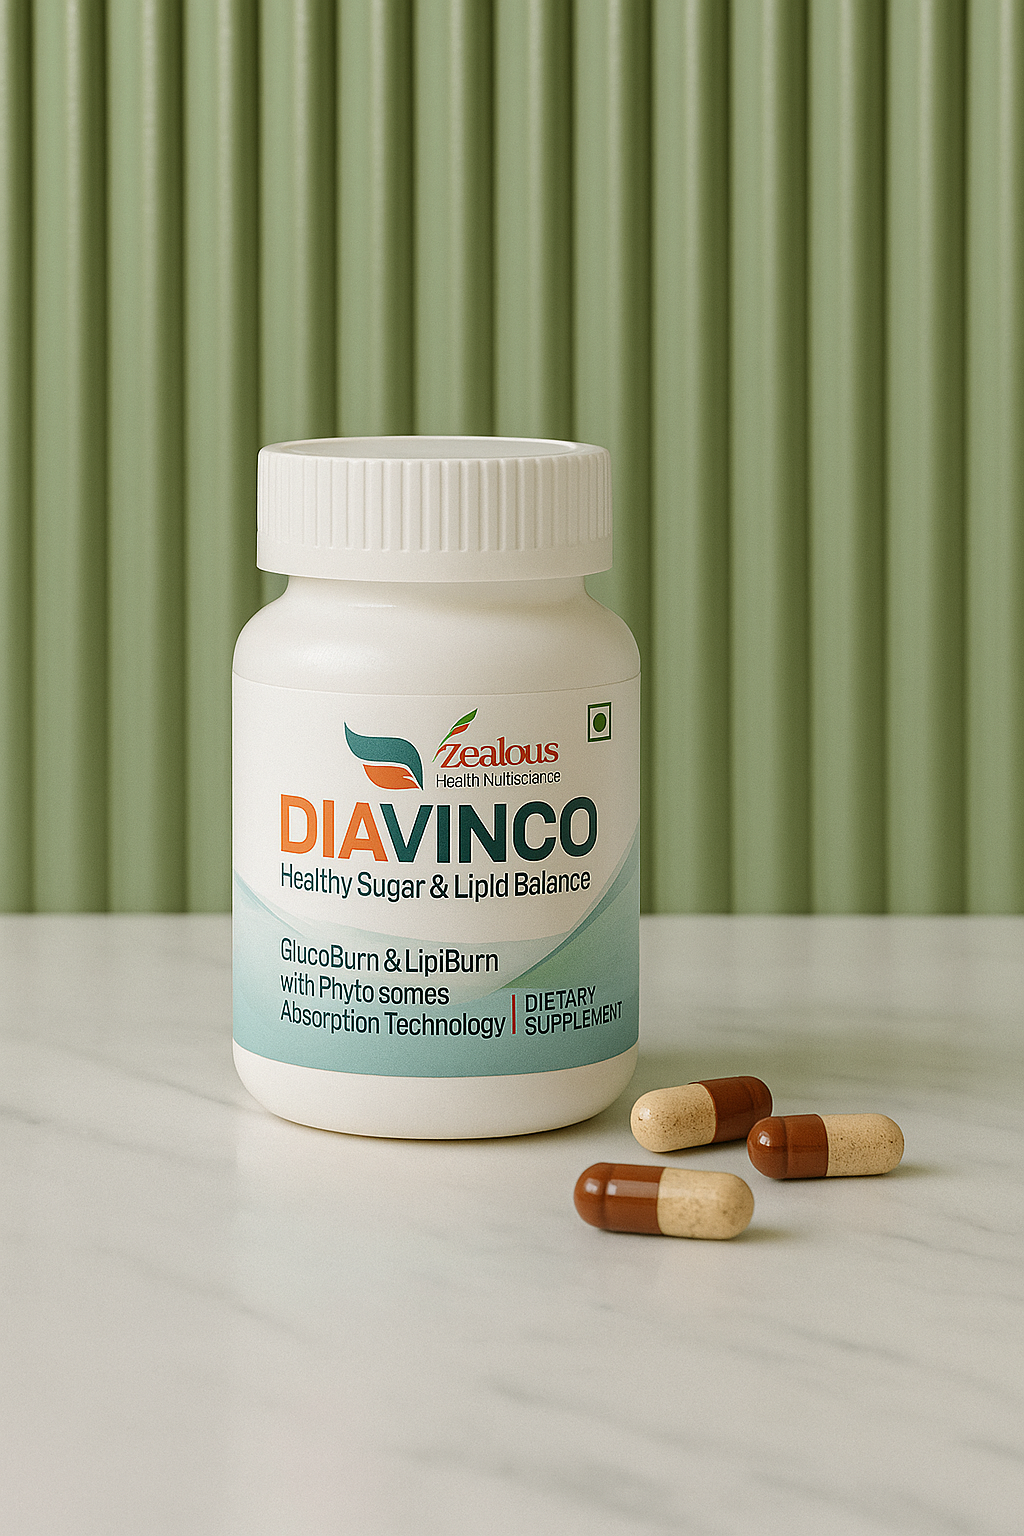 Zealous
Health Nultisciance
DIAVINCO
Healthy Sugar & Lipld Balance
GlucoBurn & LipiBurn
with Phyto somes
Absorption Technology
DIETARY
SUPPLEMENT